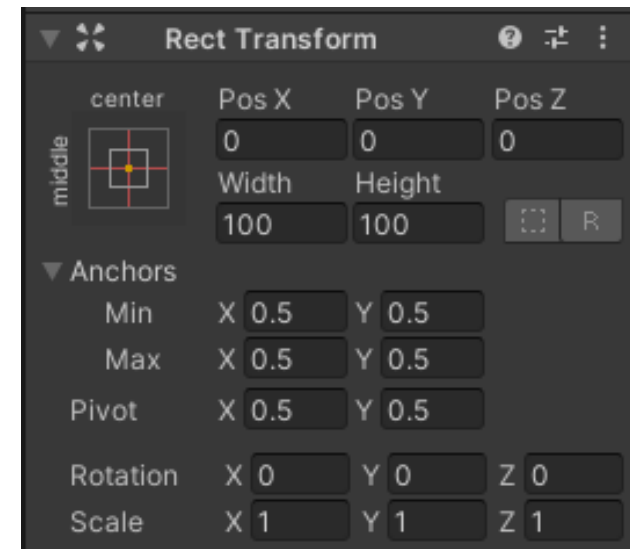 Rect Transform
center Pos X Pos Y Pos Z
middle 0 0 0
Width Height
100 100 R
Anchors
Min X 0.5 Y 0.5
Max X 0.5 Y 0.5
Pivot X 0.5 Y 0.5
Rotation X 0 Y 0 Z 0
Scale X 1 Y 1 Z 1